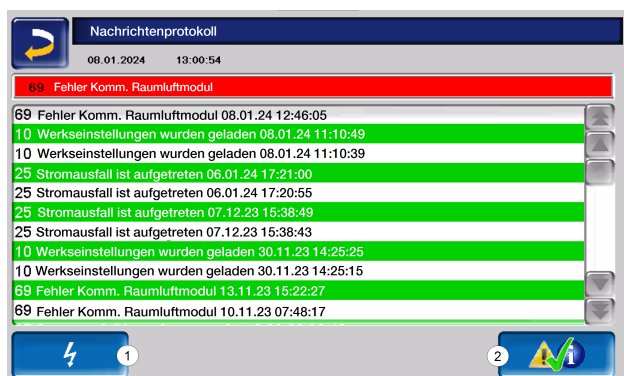 Nachrichtenprotokoll
08.01.2024 13:00:54
69 Fehler Komm. Raumluftmodul
69 Fehler Komm. Raumluftmodul 08.01.24 12:46:05
10 Werkseinstellungen wurden geladen 08.01.24 11:10:49
10 Werkseinstellungen wurden geladen 08.01.24 11:10:39
25 Stromausfall ist aufgetreten 06.01.24 17:21:00
25 Stromausfall ist aufgetreten 06.01.24 17:20:55
25 Stromausfall ist aufgetreten 07.12.23 15:38:49
25 Stromausfall ist aufgetreten 07.12.23 15:38:43
10 Werkseinstellungen wurden geladen 30.11.23 14:25:25
10 Werkseinstellungen wurden geladen 30.11.23 14:25:15
69 Fehler Komm. Raumluftmodul 13.11.23 15:22:27
69 Fehler Komm. Raumluftmodul 10.11.23 07:48:17
1 2